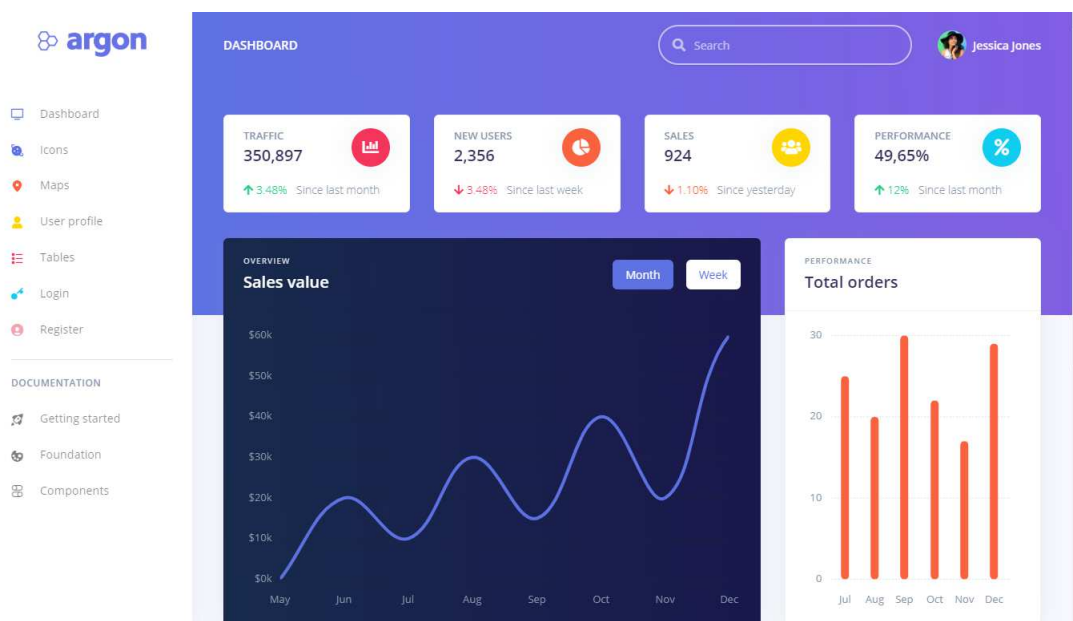 argon
Dashboard
Icons
Maps
User profile
Tables
Login
Register
DOCUMENTATION
Getting started
Foundation
Components
DASHBOARD
Search
Jessica Jones
TRAFFIC
350,897
3.48% Since last month
NEW USERS
2,356
3.48% Since last week
SALES
924
1.10% Since yesterday
PERFORMANCE
49,65%
%
12% Since last month
OVERVIEW
Sales value
Month
Week
$60k
$50k
$40k
$30k
$20k
$10k
$0k
May Jun Jul Aug Sep Oct Nov Dec
PERFORMANCE
Total orders
30
20
10
0
Jul Aug Sep Oct Nov Dec